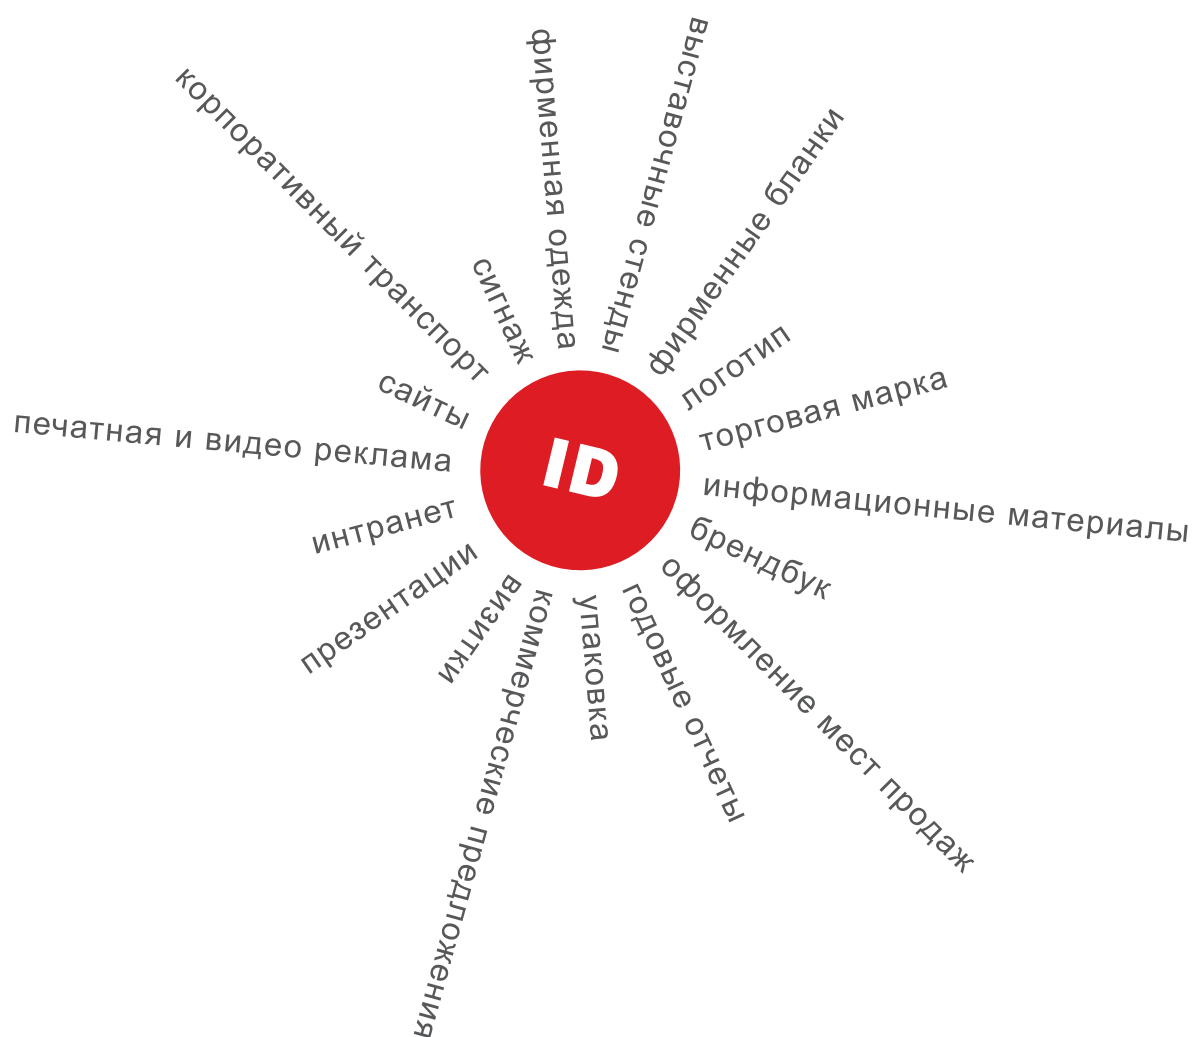 ID
фирменная одежда
выставочные стенды
фирменные бланки
логотип
торговая марка
информационные материалы
брендбук
оформление мест продаж
годовые отчеты
упаковка
коммерческие предложения
визитки
презентации
интранет
печатная и видео реклама
сайты
корпоративный транспорт
сигнаж